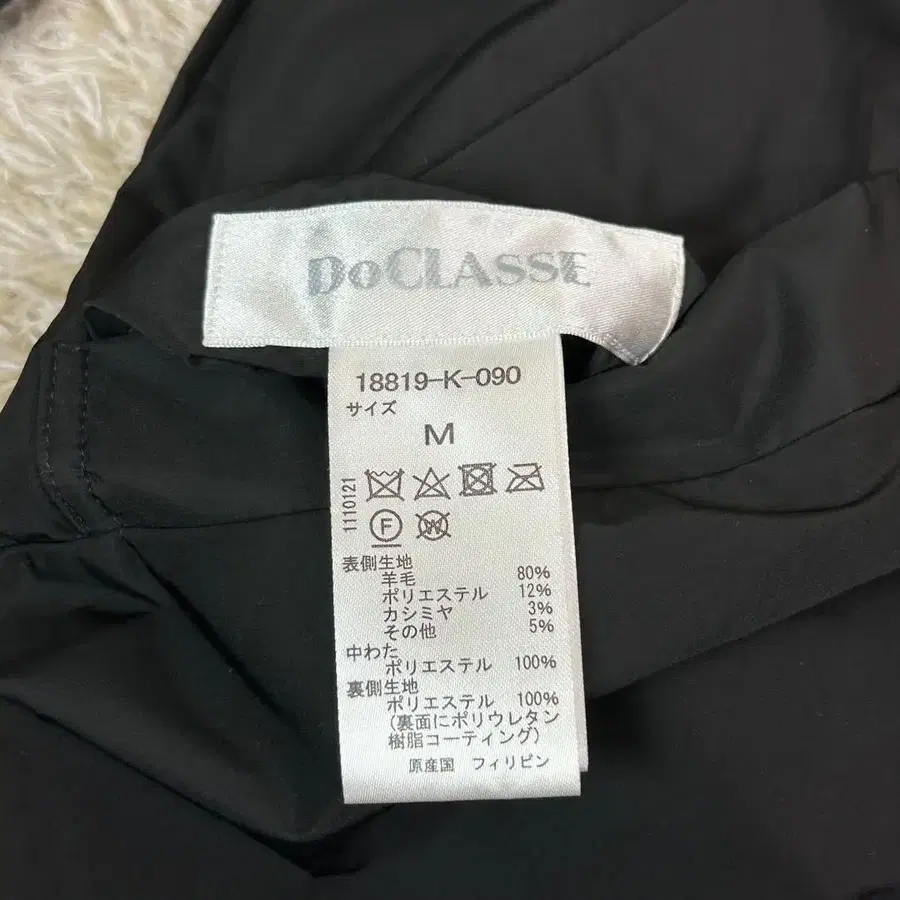 DoCLASSE
18819-K-090
サイズ
M
1110121
F
W
表側生地
羊毛 80%
ポリエステル 12%
カシミヤ 3%
その他 5%
中わた
ポリエステル 100%
裏側生地
ポリエステル 100%
(裏面にポリウレタン
樹脂コーティング)
原産国 フィリピン